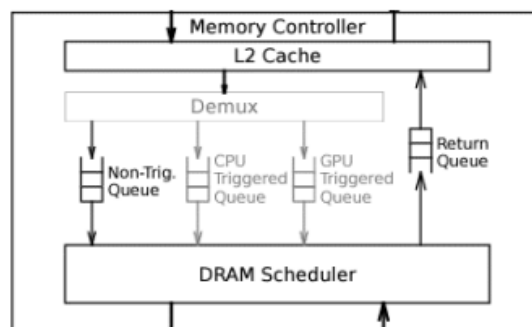 Memory Controller
L2 Cache
Demux
Non-Trig.
Queue
CPU
Triggered
Queue
GPU
Triggered
Queue
Return
Queue
DRAM Scheduler